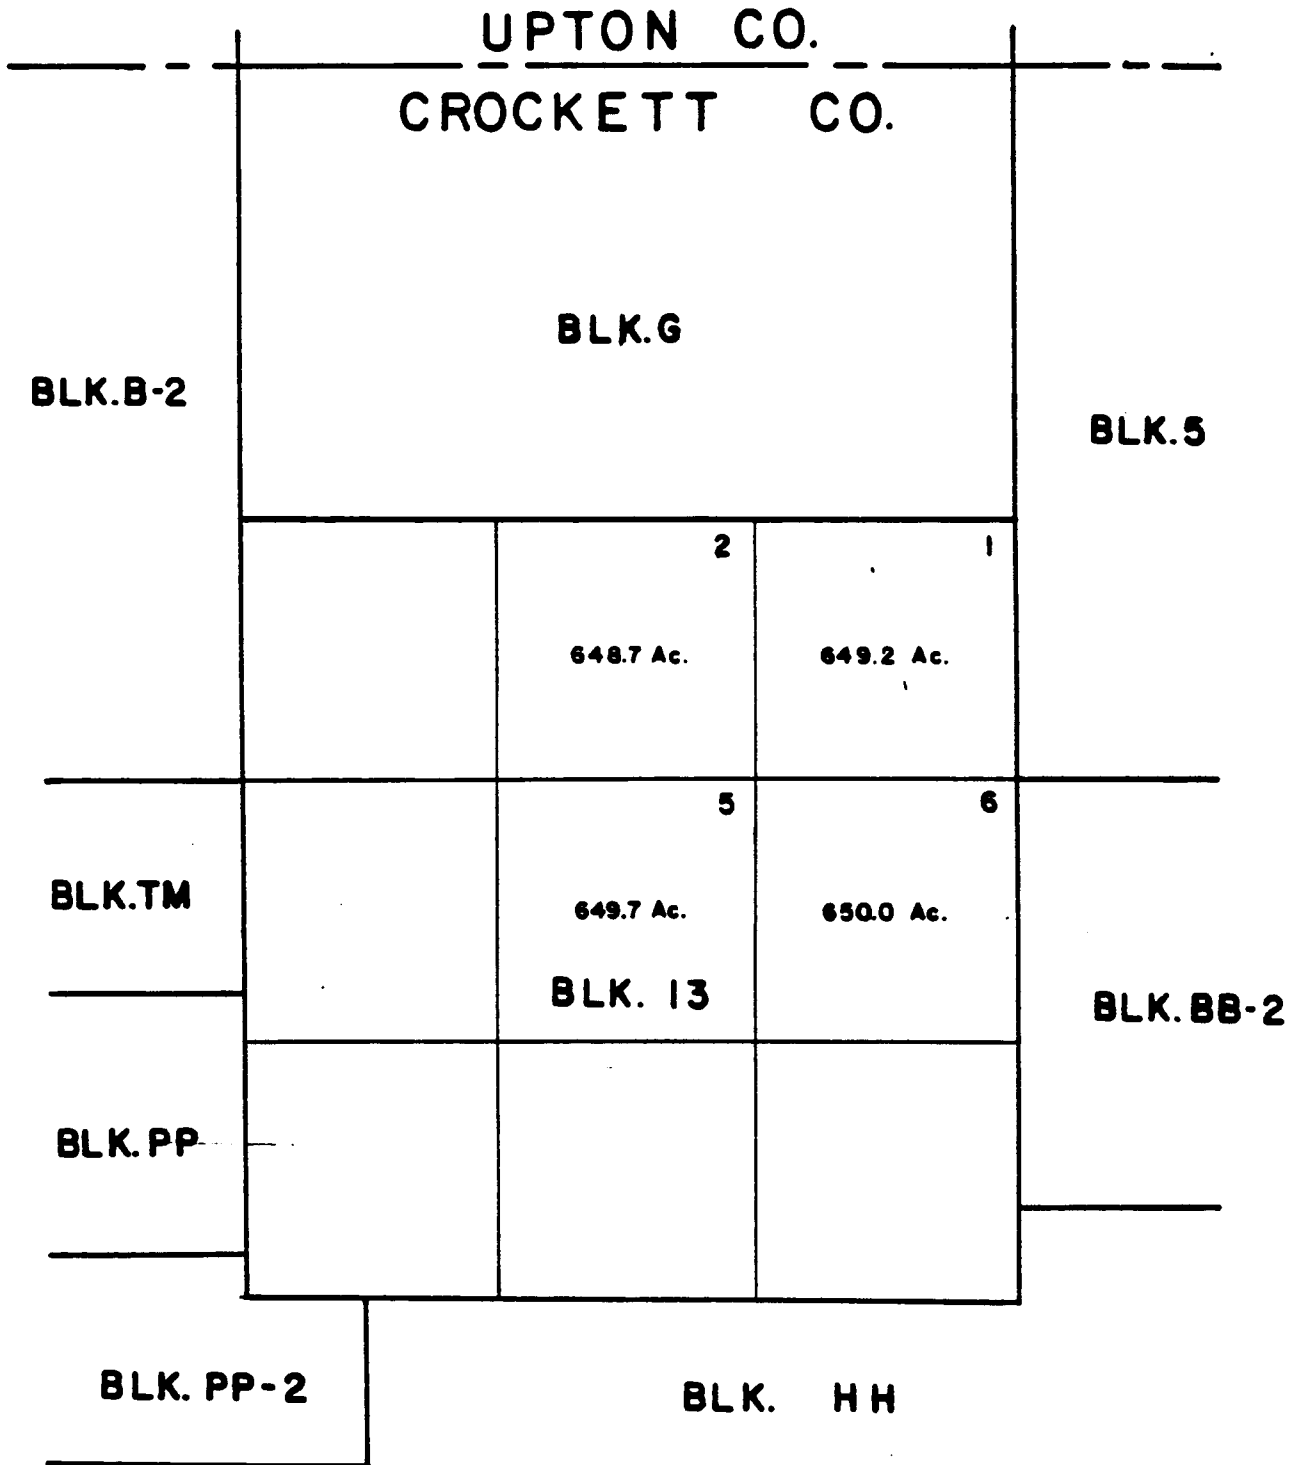 UPTON CO.
CROCKETT CO.
BLK.G
BLK.B-2
BLK.5
2
1
648.7 Ac.
649.2 Ac.
5
6
BLK.TM
649.7 Ac.
650.0 Ac.
BLK. 13
BLK. BB-2
BLK. PP
BLK. PP-2
BLK. HH